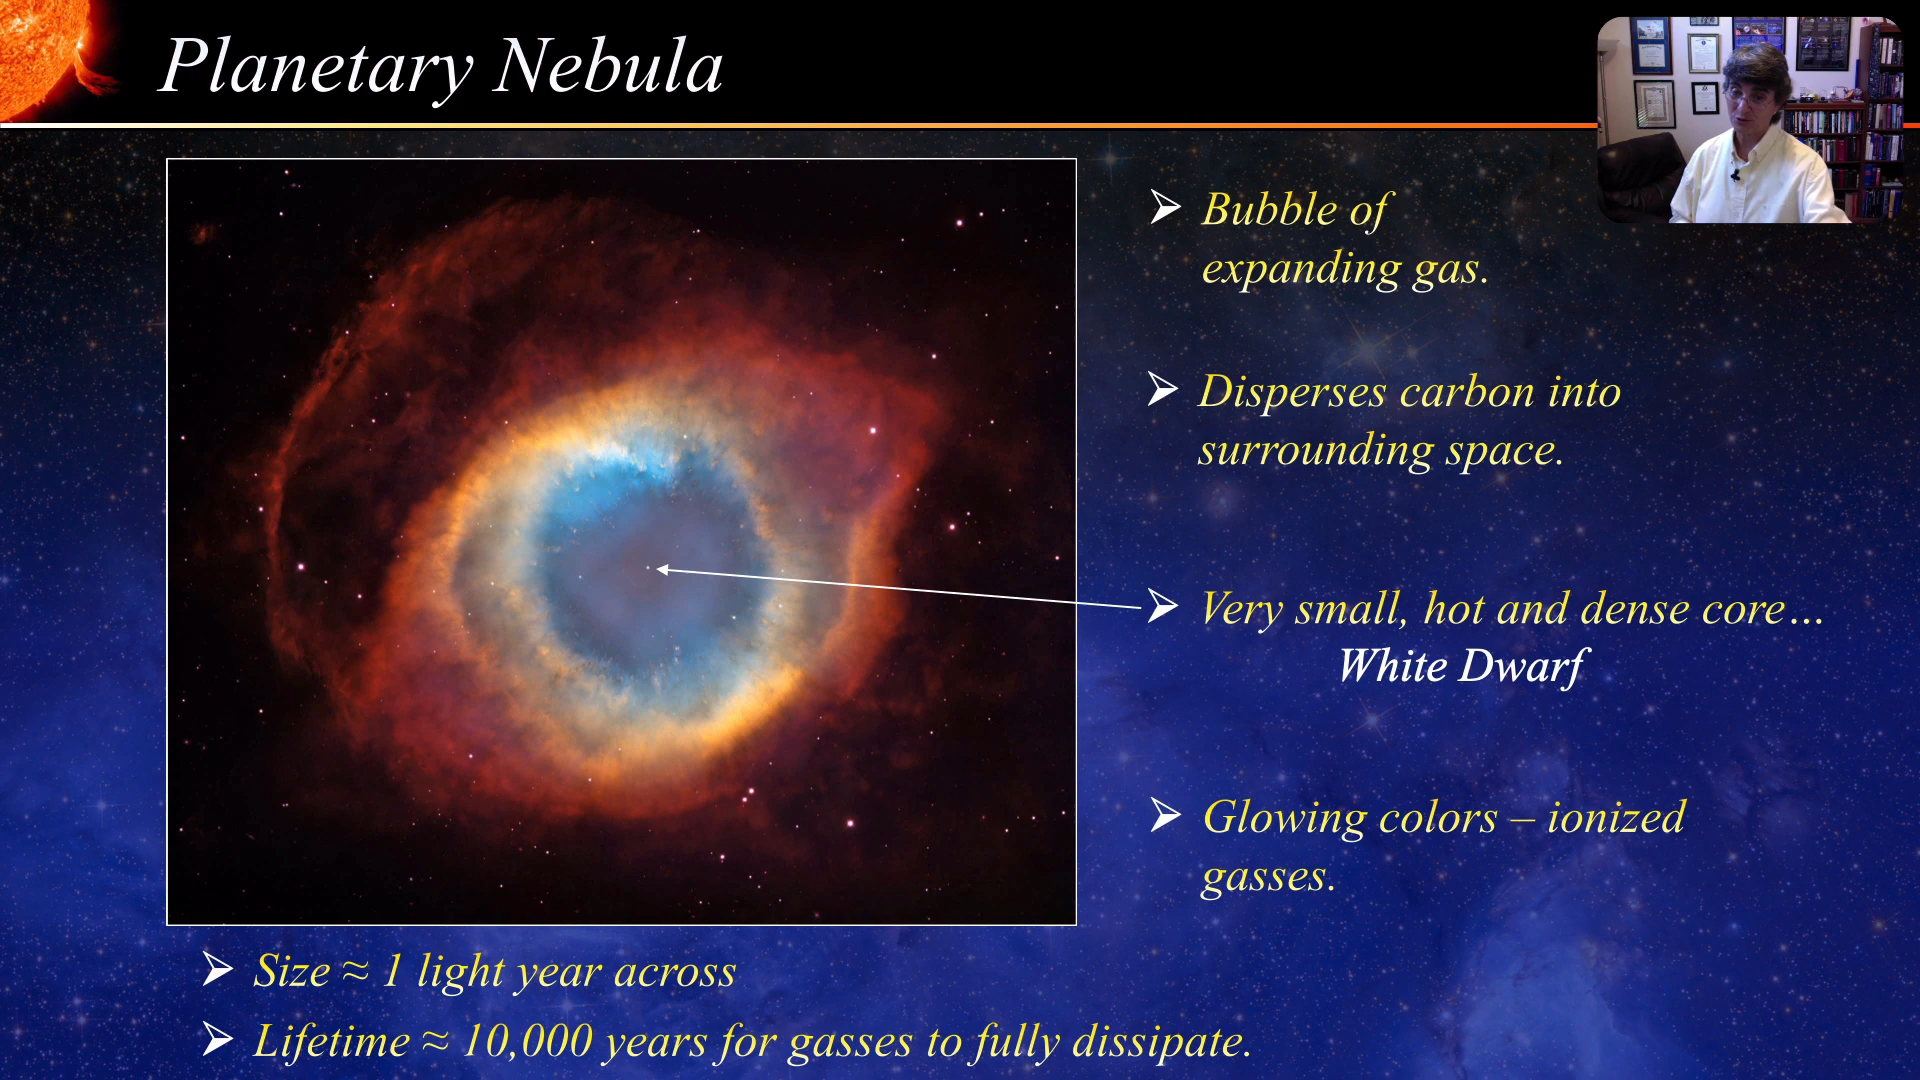 Planetary Nebula
Bubble of
expanding gas.
Disperses carbon into
surrounding space.
Very small, hot and dense core…
White Dwarf
Glowing colors – ionized
gasses.
Size ≈ 1 light year across
Lifetime ≈ 10,000 years for gasses to fully dissipate.